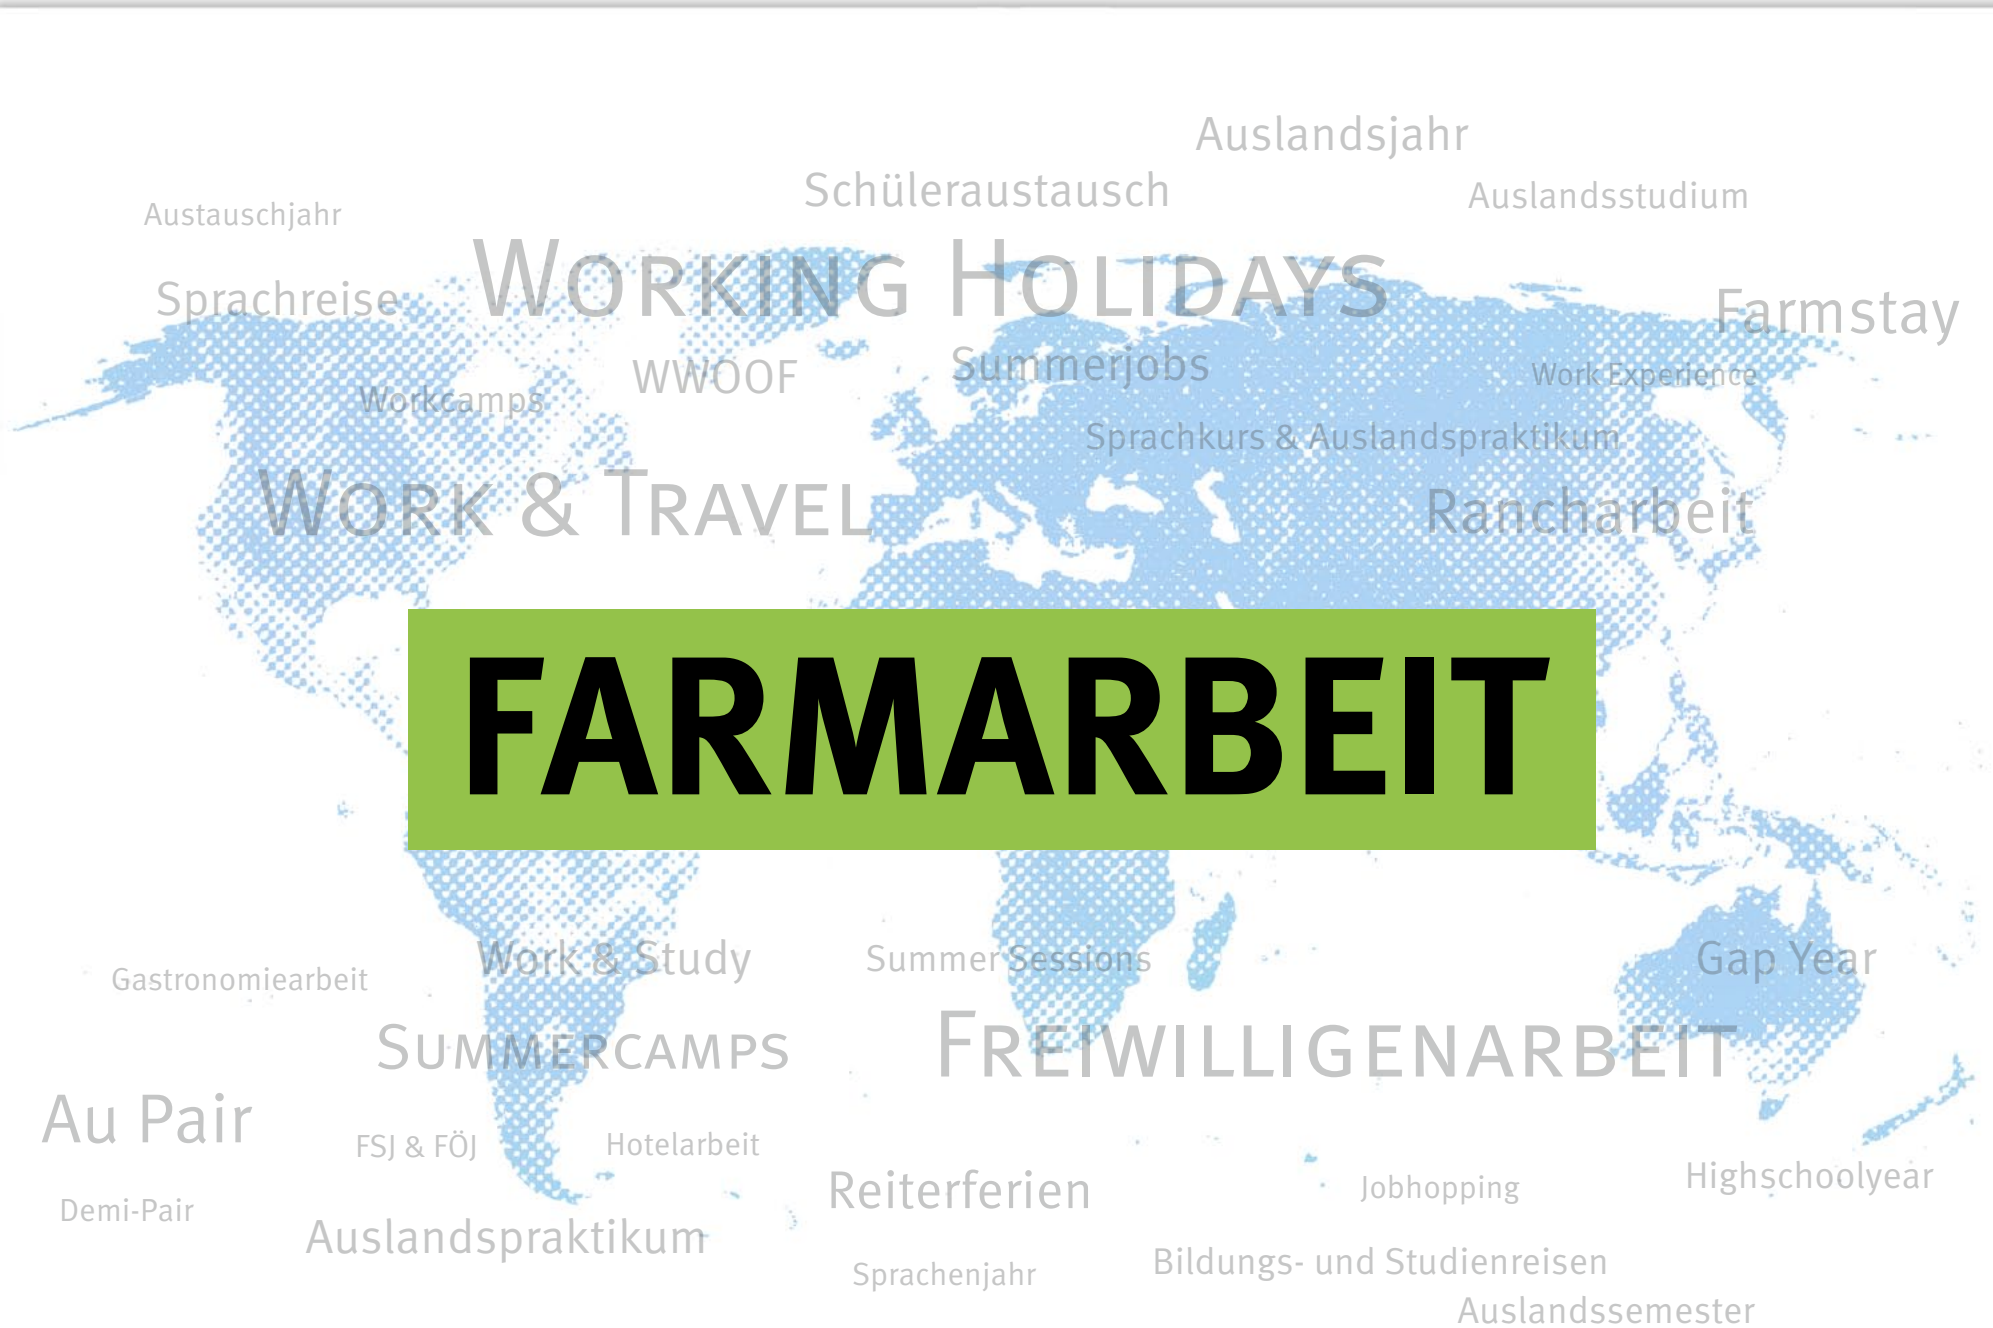 Auslandsjahr
Schüleraustausch
Auslandsstudium
Austauschjahr
WORKING HOLIDAYS
Sprachreise
Farmstay
WWOOF
Summerjobs
Work Experience
Workcamps
Sprachkurs & Auslandspraktikum
WORK & TRAVEL
Rancharbeit
FARMARBEIT
Work & Study
Summer Sessions
Gap Year
Gastronomiearbeit
SUMMERCAMPS
FREIWILLIGENARBEIT
Au Pair
FSJ & FÖJ
Hotelarbeit
Reiterferien
Jobhopping
Highschoolyear
Demi-Pair
Auslandspraktikum
Sprachenjahr
Bildungs- und Studienreisen
Auslandssemester